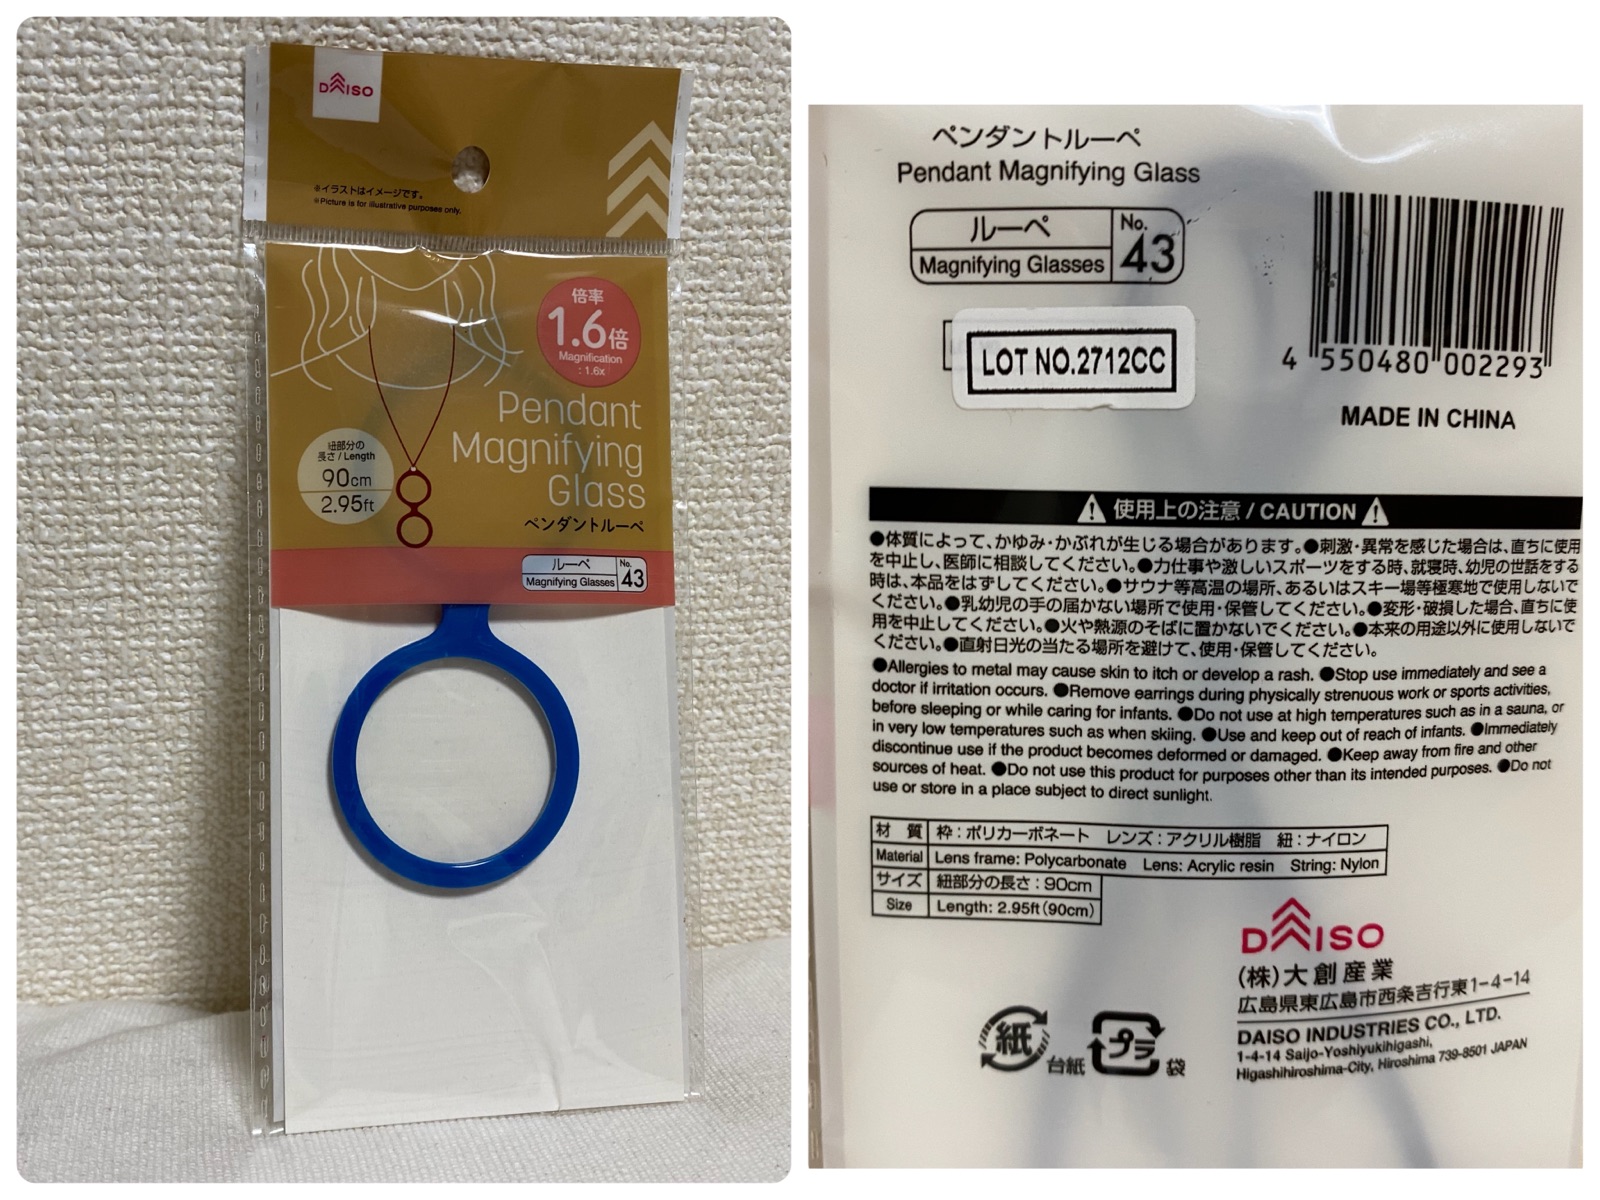 DAISO
※イラストはイメージです。
※Picture is for illustrative purposes only.
倍率
1.6倍
Magnification
: 1.6x
紐部分の
長さ / Length
90cm
2.95ft
Pendant
Magnifying
Glass
ペンダントルーペ
ルーペ
Magnifying Glasses
No.
43
ペンダントルーペ
Pendant Magnifying Glass
ルーペ
Magnifying Glasses
No.
43
LOT NO.2712CC
4 550480 002293
MADE IN CHINA
使用上の注意 / CAUTION
●体質によって、かゆみ・かぶれが生じる場合があります。●刺激・異常を感じた場合は、直ちに使用
を中止し、医師に相談してください。●力仕事や激しいスポーツをする時、就寝時、幼児の世話をする
時は、本品をはずしてください。●サウナ等高温の場所、あるいはスキー場等極寒地で使用しないで
ください。●乳幼児の手の届かない場所で使用・保管してください。●変形・破損した場合、直ちに使
用を中止してください。●火や熱源のそばに置かないでください。●本来の用途以外に使用しないで
ください。●直射日光の当たる場所を避けて、使用・保管してください。
●Allergies to metal may cause skin to itch or develop a rash. ●Stop use immediately and see a
doctor if irritation occurs. ●Remove earrings during physically strenuous work or sports activities,
before sleeping or while caring for infants. ●Do not use at high temperatures such as in a sauna, or
in very low temperatures such as when skiing. ●Use and keep out of reach of infants. ●Immediately
discontinue use if the product becomes deformed or damaged. ●Keep away from fire and other
sources of heat. ●Do not use this product for purposes other than its intended purposes. ●Do not
use or store in a place subject to direct sunlight.
材 質 枠：ポリカーボネート レンズ：アクリル樹脂 紐：ナイロン
Material Lens frame: Polycarbonate Lens: Acrylic resin String: Nylon
サイズ 紐部分の長さ：90cm
Size Length: 2.95ft（90cm）
DAISO
(株)大創産業
広島県東広島市西条吉行東1-4-14
DAISO INDUSTRIES CO., LTD.
1-4-14 Saijo-Yoshiyukihigashi,
Higashihiroshima-City, Hiroshima 739-8501 JAPAN
紙 台紙 プラ 袋